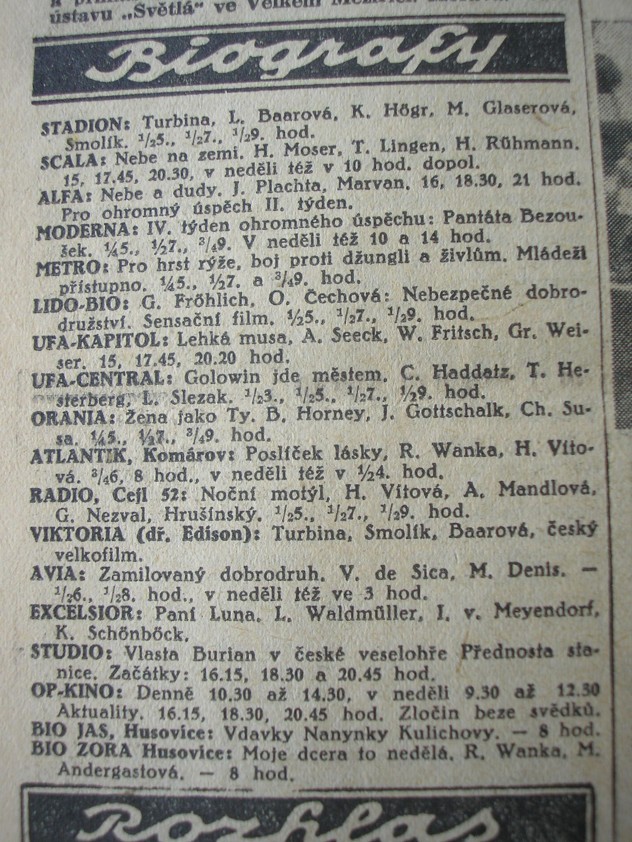 ústavu „Světlá“ ve Velkém
Biografy
STADION: Turbina, L. Baarová, K. Högr, M. Glaserová,
Smolík. ½5., ½7., ½9. hod.
SCALA: Nebe na zemi. H. Moser, T. Lingen, H. Rühmann.
15, 17.45, 20.30, v neděli též v 10 hod. dopol.
ALFA: Nebe a dudy. J. Plachta, Marvan. 16, 18.30, 21 hod.
Pro ohromný úspěch II. týden.
MODERNA: IV. týden ohromného úspěchu: Pantáta Bezou-
šek. ¼5., ½7., ¾9. V neděli též 10 a 14 hod.
METRO: Pro hrst rýže, boj proti džungli a živlům. Mládeži
přístupno. ¼5., ½7. a ¾9. hod.
LIDO-BIO: G. Fröhlich, O. Čechová: Nebezpečné dobro-
družství. Sensační film. ½5., ½7., ½9. hod.
UFA-KAPITOL: Lehká musa, A. Seeck, W. Fritsch, Gr. Wei-
ser. 15, 17.45, 20.20 hod.
UFA-CENTRAL: Golowin jde městem, C. Haddatz, T. He-
sterberg, L. Slezak. ½3., ½5., ½7., ½9. hod.
ORANIA: Žena jako Ty. B. Horney, J. Gottschalk, Ch. Su-
sa. ¼5., ½7., ¾9. hod.
ATLANTIK, Komárov: Poslíček lásky, R. Wanka, H. Víto-
vá. ¾6, 8 hod., v neděli též v ½4. hod.
RADIO, Cejl 52: Noční motýl, H. Vítová, A. Mandlová,
G. Nezval, Hrušínský. ½5., ½7., ½9. hod.
VIKTORIA (dř. Edison): Turbina, Smolík, Baarová, český
velkofilm.
AVIA: Zamilovaný dobrodruh. V. de Sica, M. Denis. —
½6., ½8. hod., v neděli též ve 3 hod.
EXCELSIOR: Paní Luna. L. Waldmüller, I. v. Meyendorf,
K. Schönböck.
STUDIO: Vlasta Burian v české veselohře Přednosta sta-
nice. Začátky: 16.15, 18.30 a 20.45 hod.
OP-KINO: Denně 10.30 až 14.30, v neděli 9.30 až 12.30
Aktuality. 16.15, 18.30, 20.45 hod. Zločin beze svědků.
BIO JAS, Husovice: Vdavky Nanynky Kulichovy. — 8 hod.
BIO ZORA Husovice: Moje dcera to nedělá, R. Wanka, M.
Andergastová. — 8 hod.
Rozhlas